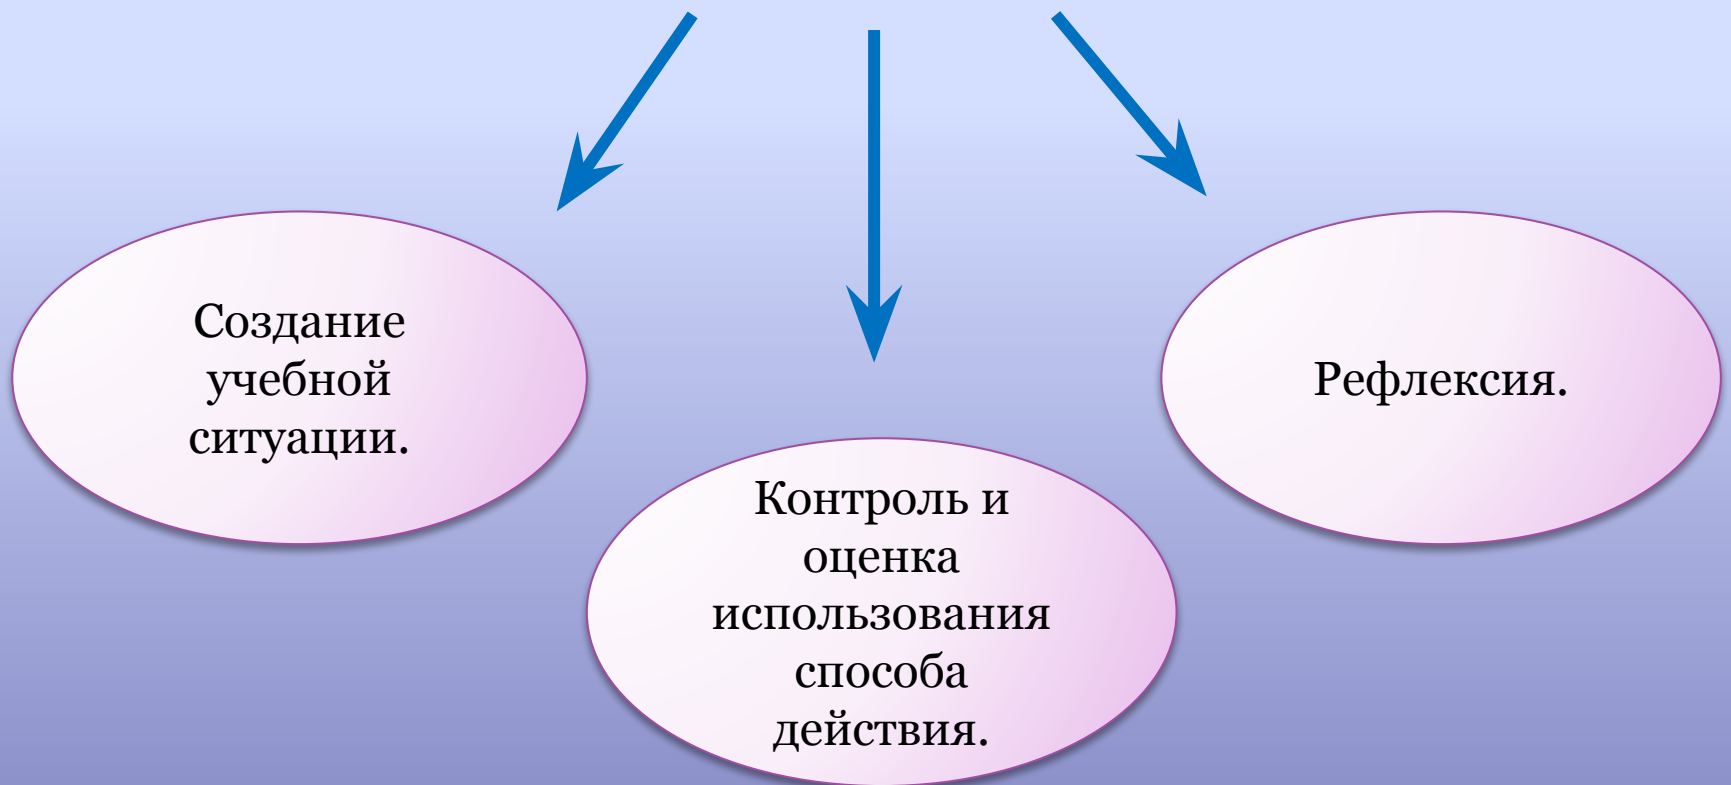 Создание
учебной
ситуации.
Контроль и
оценка
использования
способа
действия.
Рефлексия.